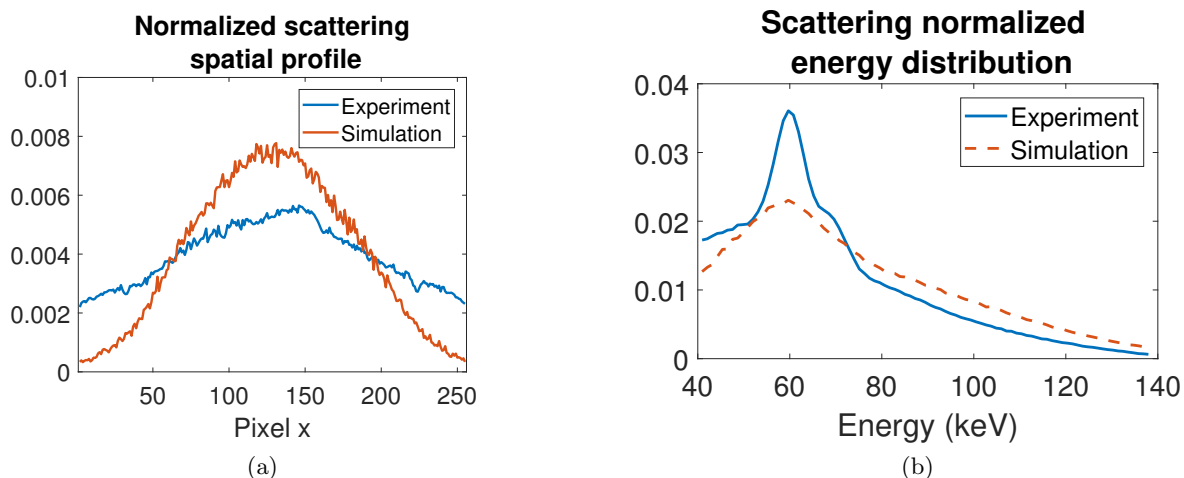 Normalized scattering
spatial profile
0.01
0.008
0.006
0.004
0.002
0
Experiment
Simulation
50
100
150
200
250
Pixel x
(a)
Scattering normalized
energy distribution
0.04
0.03
0.02
0.01
0
Experiment
Simulation
40
60
80
100
120
140
Energy (keV)
(b)